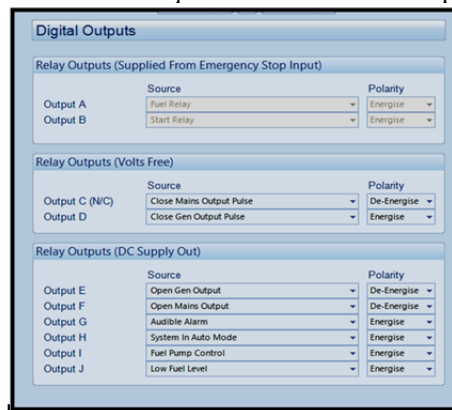 Digital Outputs
Relay Outputs (Supplied From Emergency Stop Input)
Source Polarity
Output A Fuel Relay Energise
Output B Start Relay Energise
Relay Outputs (Volts Free)
Source Polarity
Output C (N/C) Close Mains Output Pulse De-Energise
Output D Close Gen Output Pulse Energise
Relay Outputs (DC Supply Out)
Source Polarity
Output E Open Gen Output De-Energise
Output F Open Mains Output De-Energise
Output G Audible Alarm Energise
Output H System In Auto Mode Energise
Output I Fuel Pump Control Energise
Output J Low Fuel Level Energise